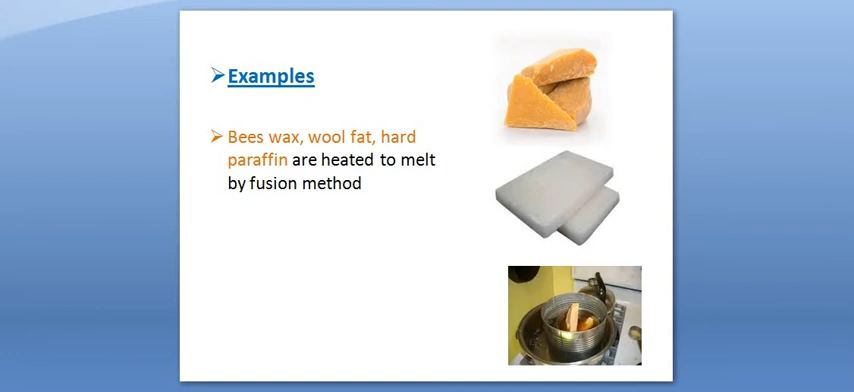 Examples
Bees wax, wool fat, hard
paraffin are heated to melt
by fusion method